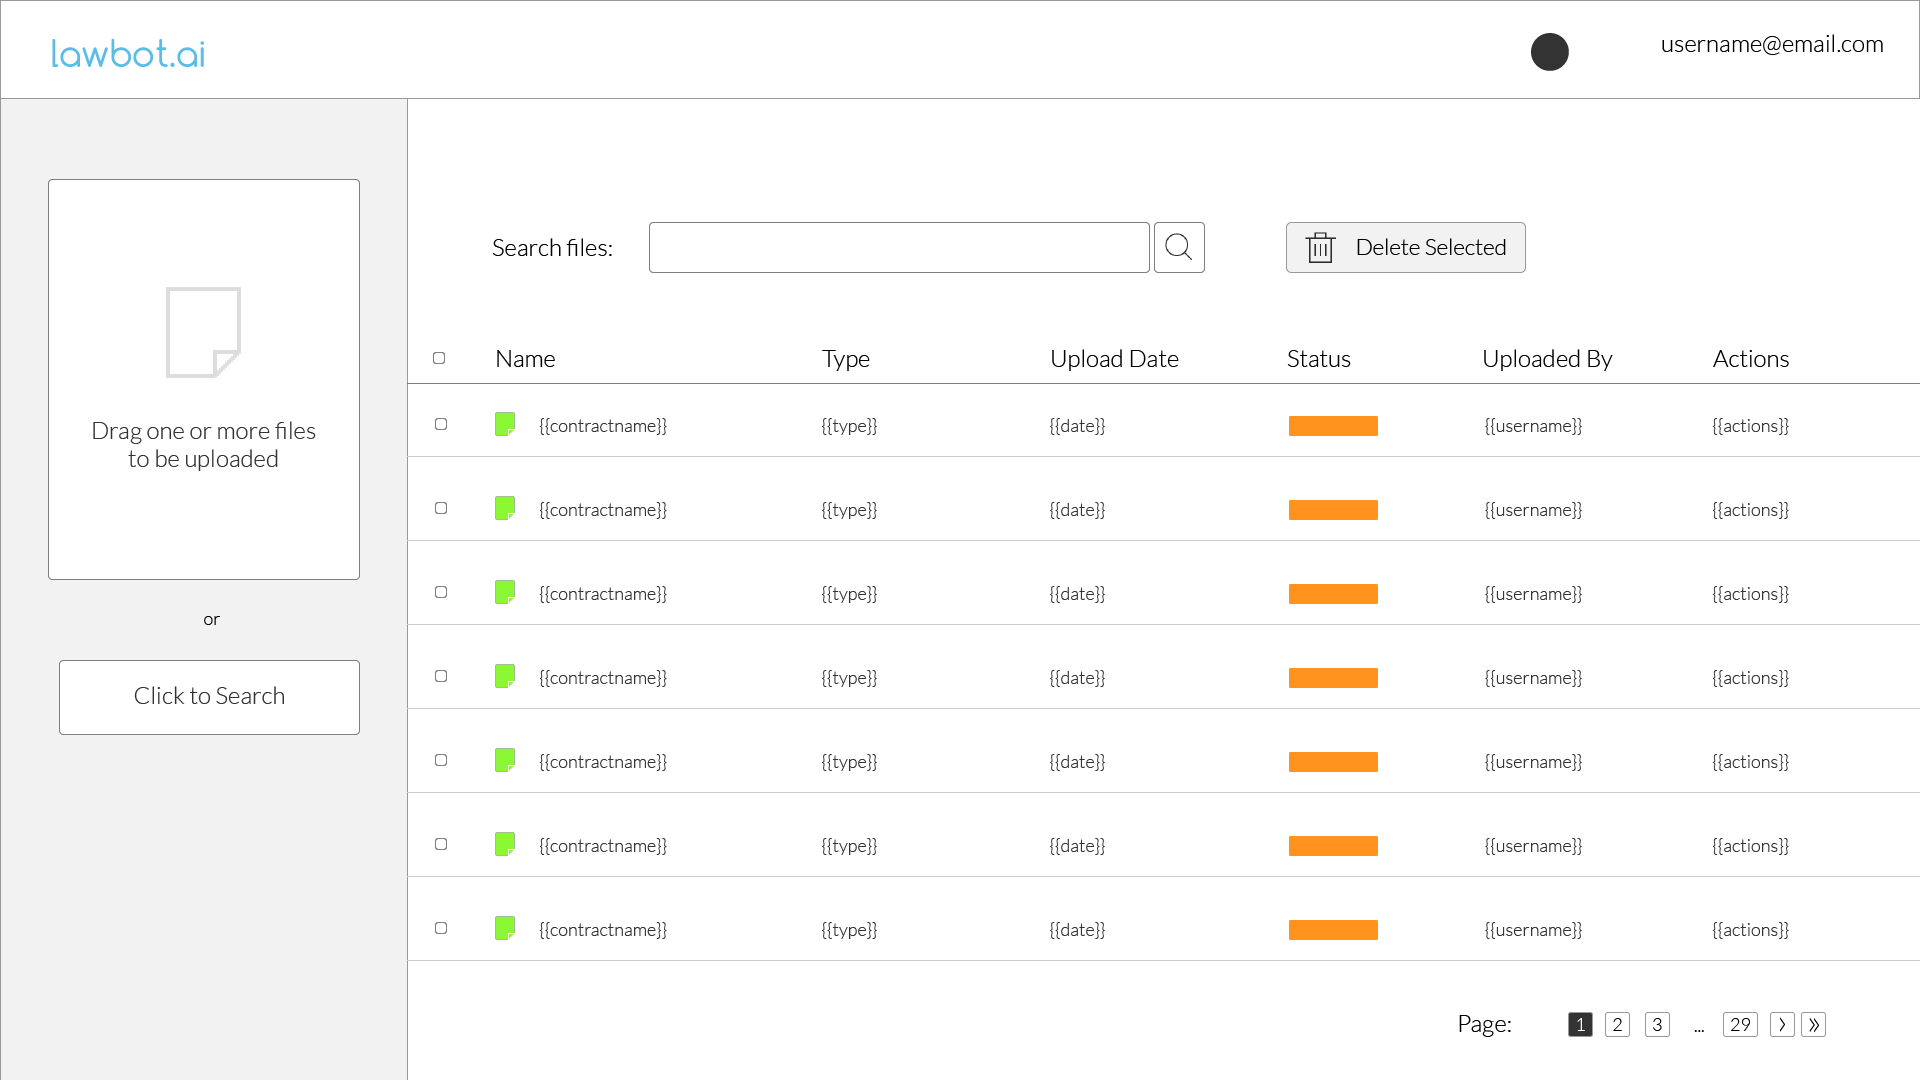 lawbot.ai
username@email.com
Drag one or more files
to be uploaded
or
Click to Search
Search files:
Delete Selected
Name Type Upload Date Status Uploaded By Actions
{{contractname}} {{type}} {{date}} {{username}} {{actions}}
{{contractname}} {{type}} {{date}} {{username}} {{actions}}
{{contractname}} {{type}} {{date}} {{username}} {{actions}}
{{contractname}} {{type}} {{date}} {{username}} {{actions}}
{{contractname}} {{type}} {{date}} {{username}} {{actions}}
{{contractname}} {{type}} {{date}} {{username}} {{actions}}
{{contractname}} {{type}} {{date}} {{username}} {{actions}}
Page: 1 2 3 ... 29 › »